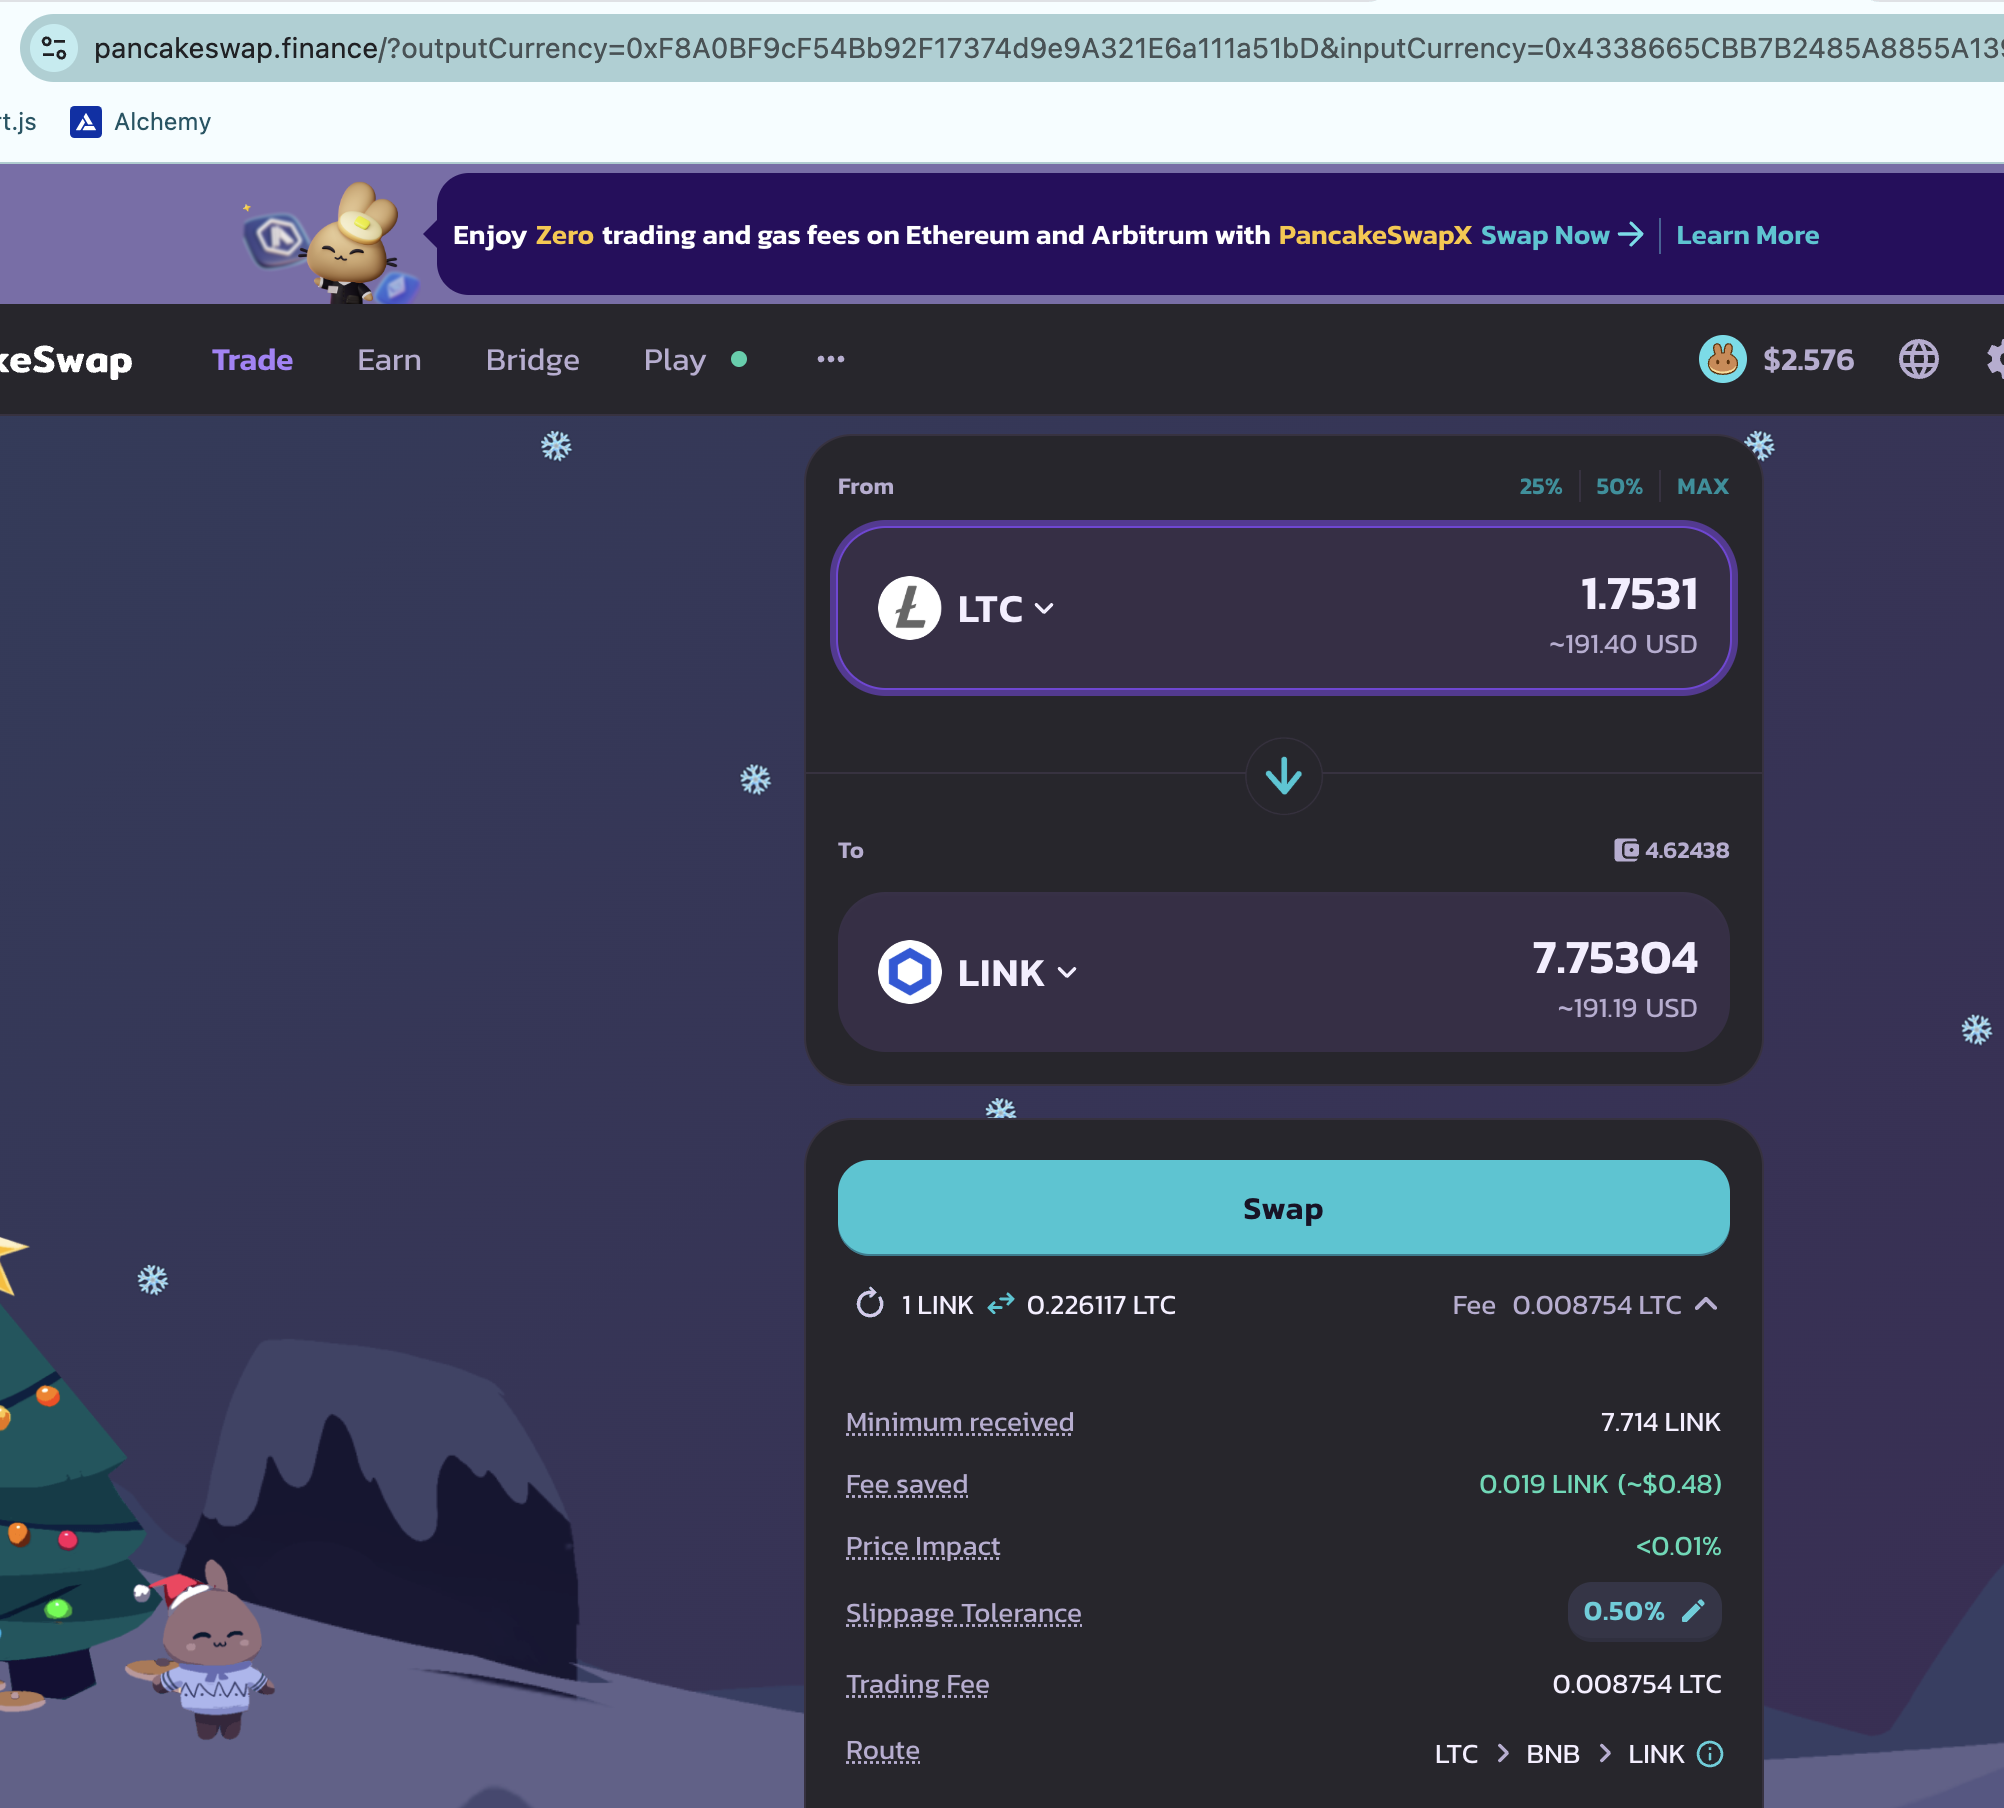 pancakeswap.finance/?outputCurrency=0xF8A0BF9cF54Bb92F17374d9e9A321E6a111a51bD&inputCurrency=0x4338665CBB7B2485A8855A139
t.js Alchemy
Enjoy Zero trading and gas fees on Ethereum and Arbitrum with PancakeSwapX Swap Now Learn More
keSwap Trade Earn Bridge Play ... $2.576
From 25% 50% MAX
LTC 1.7531
~191.40 USD
To 4.62438
LINK 7.75304
~191.19 USD
Swap
1 LINK 0.226117 LTC Fee 0.008754 LTC
Minimum received 7.714 LINK
Fee saved 0.019 LINK (~$0.48)
Price Impact <0.01%
Slippage Tolerance 0.50%
Trading Fee 0.008754 LTC
Route LTC > BNB > LINK